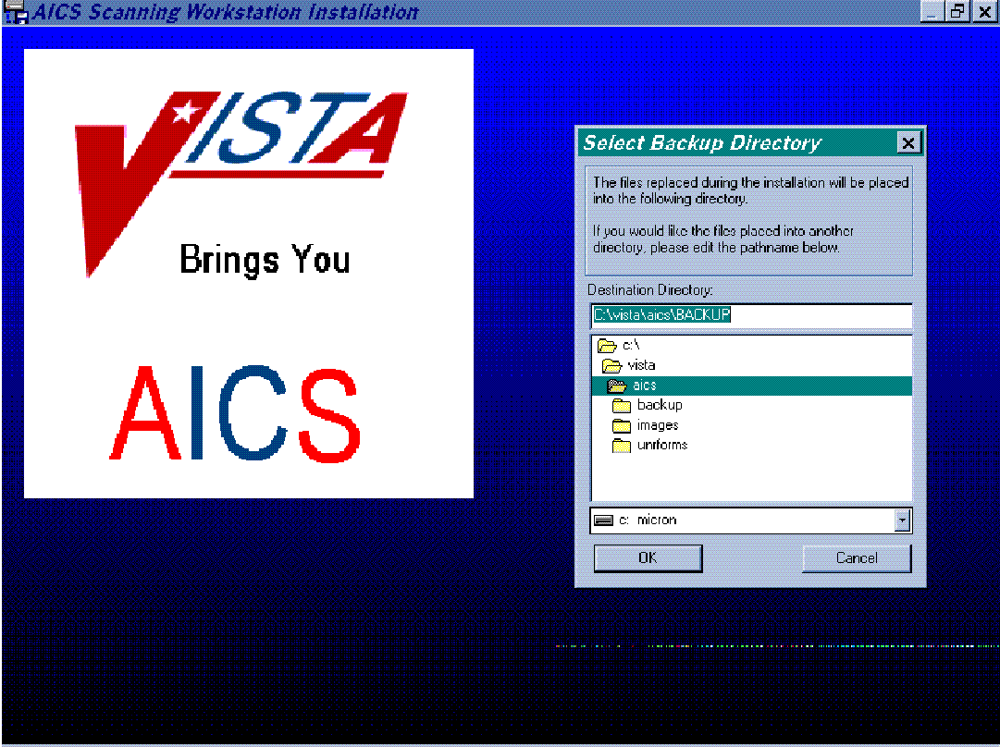 AICS Scanning Workstation Installation
VISTA
Brings You
AICS
Select Backup Directory
The files replaced during the installation will be placed
into the following directory.
If you would like the files placed into another
directory, please edit the pathname below.
Destination Directory:
C:\vista\aics\BACKUP
c:\
vista
aics
backup
images
uniforms
c: micron
OK
Cancel